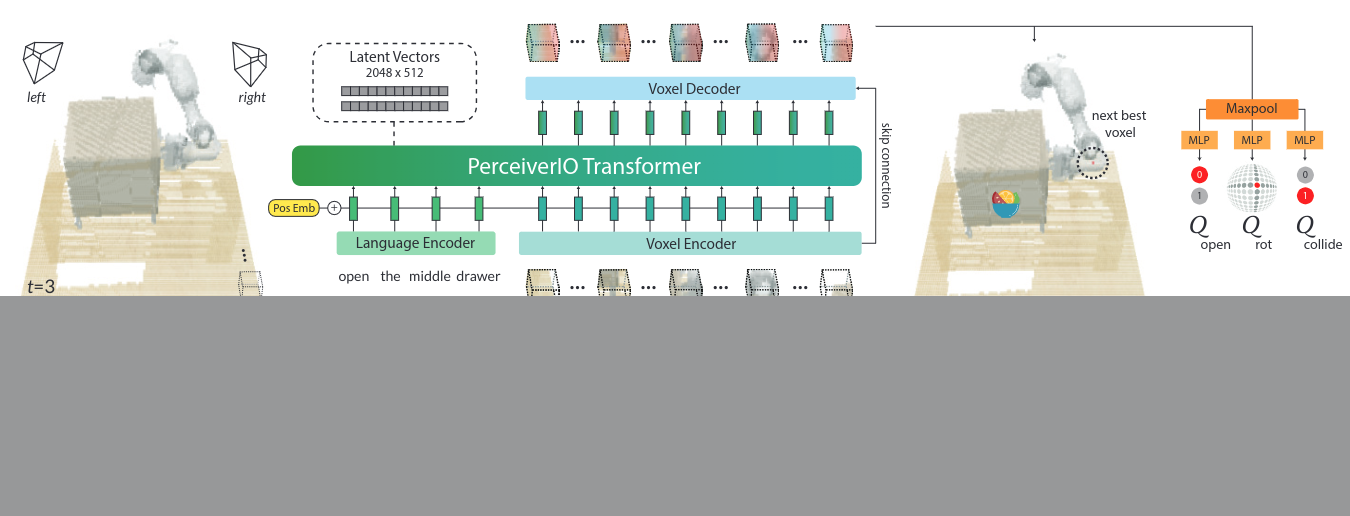 left
right
t=3
Latent Vectors
2048 x 512
PerceiverIO Transformer
Pos Emb
+
Language Encoder
open the middle drawer
Voxel Decoder
Voxel Encoder
skip connection
next best
voxel
Maxpool
MLP MLP MLP
0 0
1 1
Q open Q rot Q collide